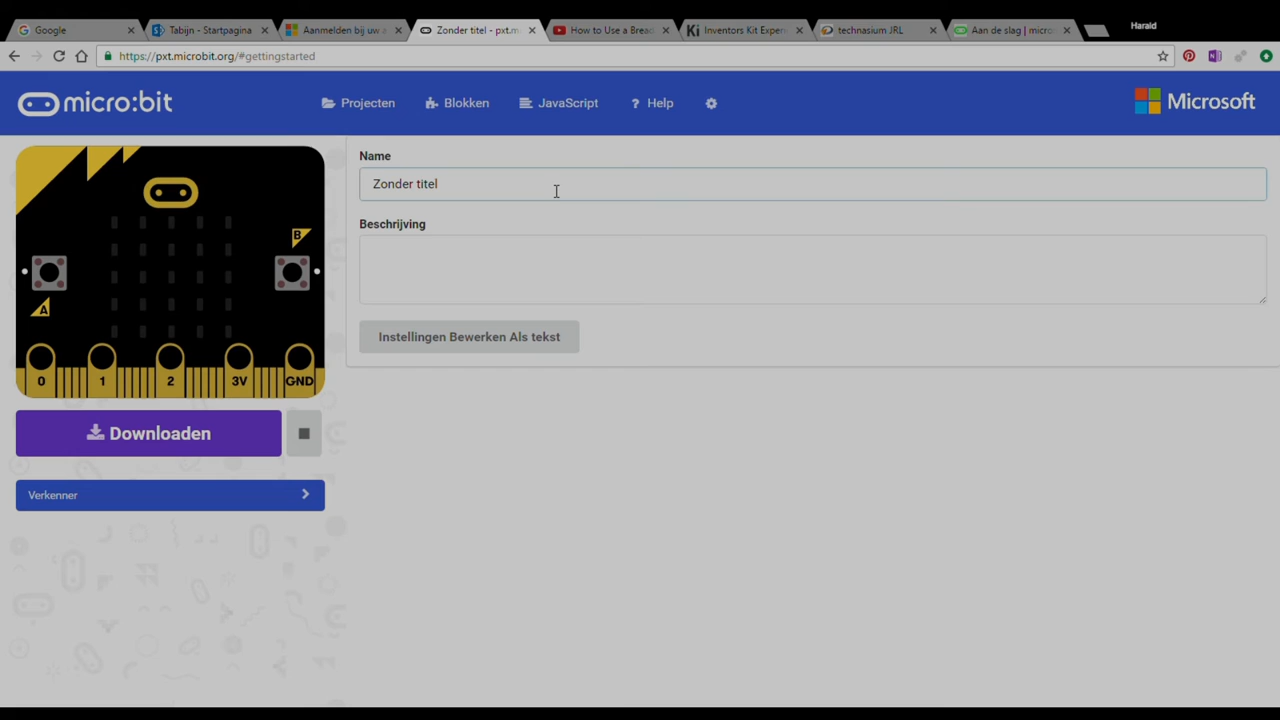 Google
Tabijn - Startpagina
Aanmelden bij uw a
Zonder titel - pxt.m
How to Use a Bread
Inventors Kit Exper
technasium JRL
Aan de slag | micro
Harald
https://pxt.microbit.org/#gettingstarted
micro:bit
Projecten
Blokken
JavaScript
? Help
Microsoft
Name
Zonder titel
Beschrijving
Instellingen Bewerken Als tekst
B
A
0 1 2 3V GND
Downloaden
Verkenner